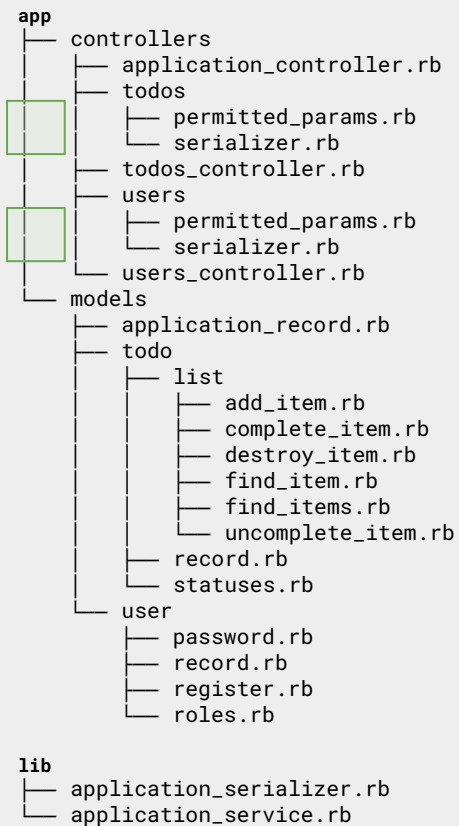 app
├── controllers
│   ├── application_controller.rb
│   ├── todos
│   │   ├── permitted_params.rb
│   │   └── serializer.rb
│   ├── todos_controller.rb
│   ├── users
│   │   ├── permitted_params.rb
│   │   └── serializer.rb
│   └── users_controller.rb
└── models
    ├── application_record.rb
    ├── todo
    │   ├── list
    │   │   ├── add_item.rb
    │   │   ├── complete_item.rb
    │   │   ├── destroy_item.rb
    │   │   ├── find_item.rb
    │   │   ├── find_items.rb
    │   │   └── uncomplete_item.rb
    │   ├── record.rb
    │   └── statuses.rb
    └── user
        ├── password.rb
        ├── record.rb
        ├── register.rb
        └── roles.rb
lib
├── application_serializer.rb
└── application_service.rb